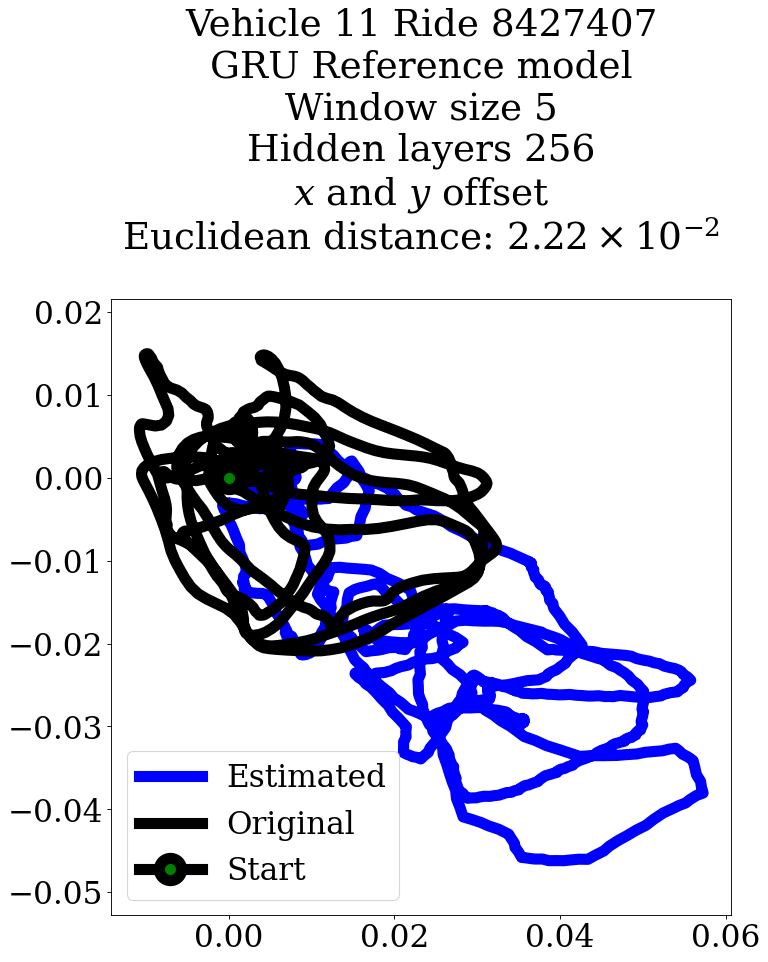 Vehicle 11 Ride 8427407
GRU Reference model
Window size 5
Hidden layers 256
x and y offset
Euclidean distance: 2.22 × 10⁻²
0.02
0.01
0.00
−0.01
−0.02
−0.03
−0.04
−0.05
Estimated
Original
Start
0.00 0.02 0.04 0.06